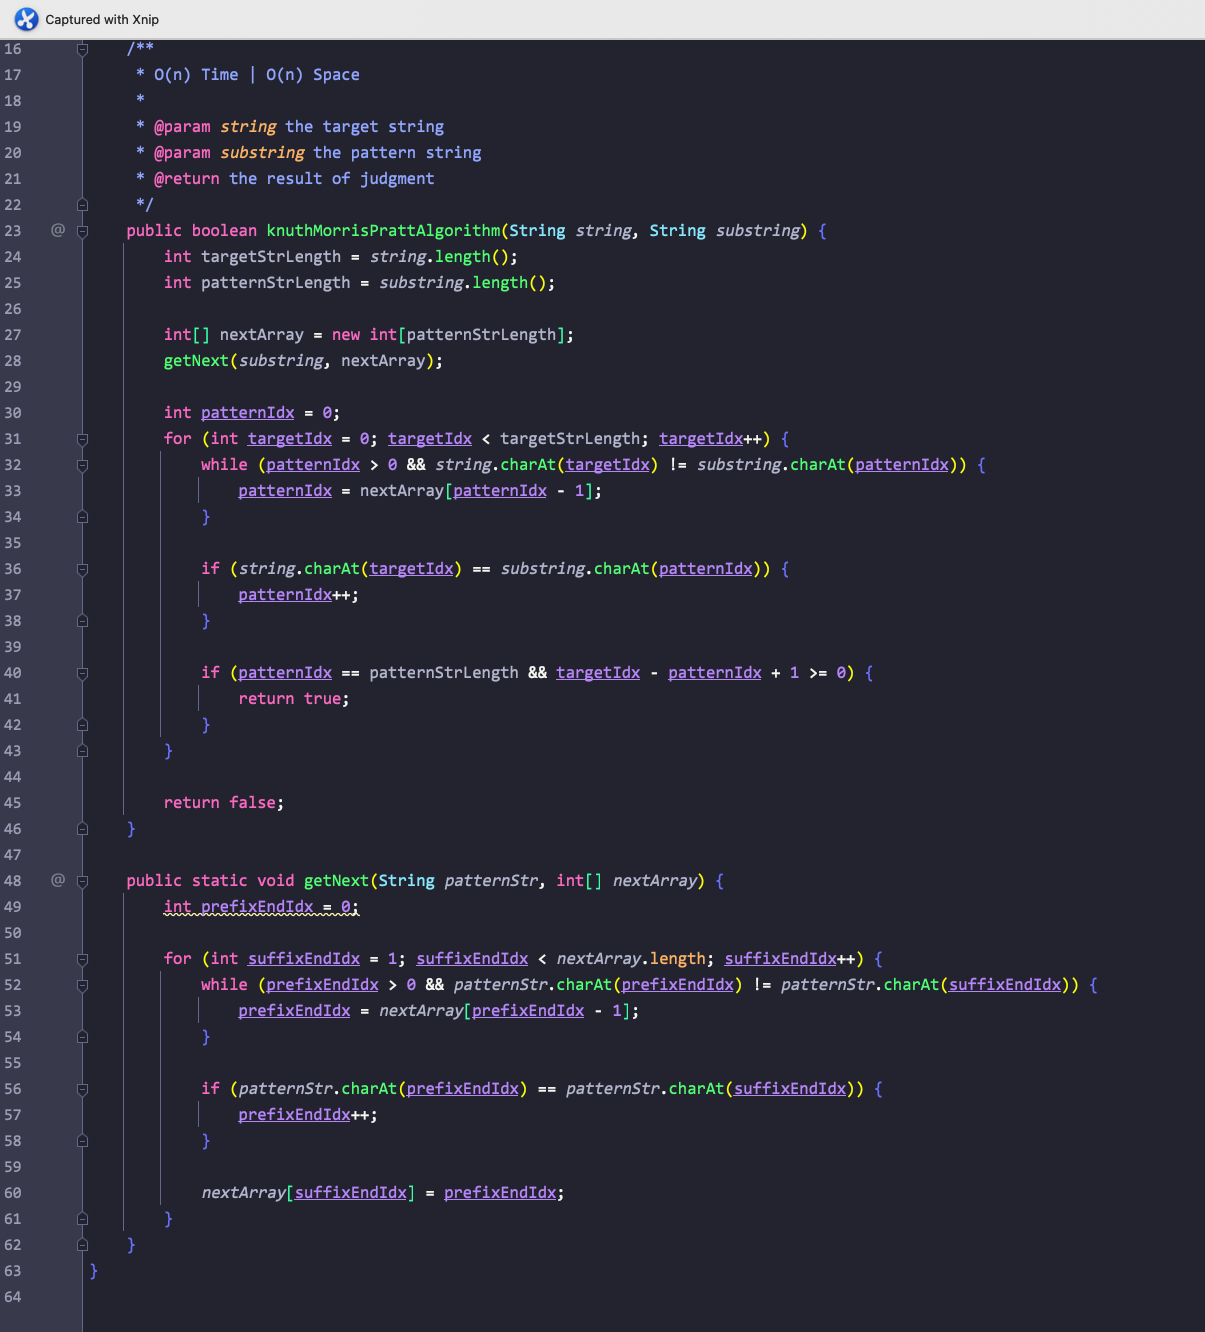 Captured with Xnip
16 /**
17 * O(n) Time | O(n) Space
18 *
19 * @param string the target string
20 * @param substring the pattern string
21 * @return the result of judgment
22 */
23 @ public boolean knuthMorrisPrattAlgorithm(String string, String substring) {
24 int targetStrLength = string.length();
25 int patternStrLength = substring.length();
26
27 int[] nextArray = new int[patternStrLength];
28 getNext(substring, nextArray);
29
30 int patternIdx = 0;
31 for (int targetIdx = 0; targetIdx < targetStrLength; targetIdx++) {
32 while (patternIdx > 0 && string.charAt(targetIdx) != substring.charAt(patternIdx)) {
33 patternIdx = nextArray[patternIdx - 1];
34 }
35
36 if (string.charAt(targetIdx) == substring.charAt(patternIdx)) {
37 patternIdx++;
38 }
39
40 if (patternIdx == patternStrLength && targetIdx - patternIdx + 1 >= 0) {
41 return true;
42 }
43 }
44
45 return false;
46 }
47
48 @ public static void getNext(String patternStr, int[] nextArray) {
49 int prefixEndIdx = 0;
50
51 for (int suffixEndIdx = 1; suffixEndIdx < nextArray.length; suffixEndIdx++) {
52 while (prefixEndIdx > 0 && patternStr.charAt(prefixEndIdx) != patternStr.charAt(suffixEndIdx)) {
53 prefixEndIdx = nextArray[prefixEndIdx - 1];
54 }
55
56 if (patternStr.charAt(prefixEndIdx) == patternStr.charAt(suffixEndIdx)) {
57 prefixEndIdx++;
58 }
59
60 nextArray[suffixEndIdx] = prefixEndIdx;
61 }
62 }
63 }
64